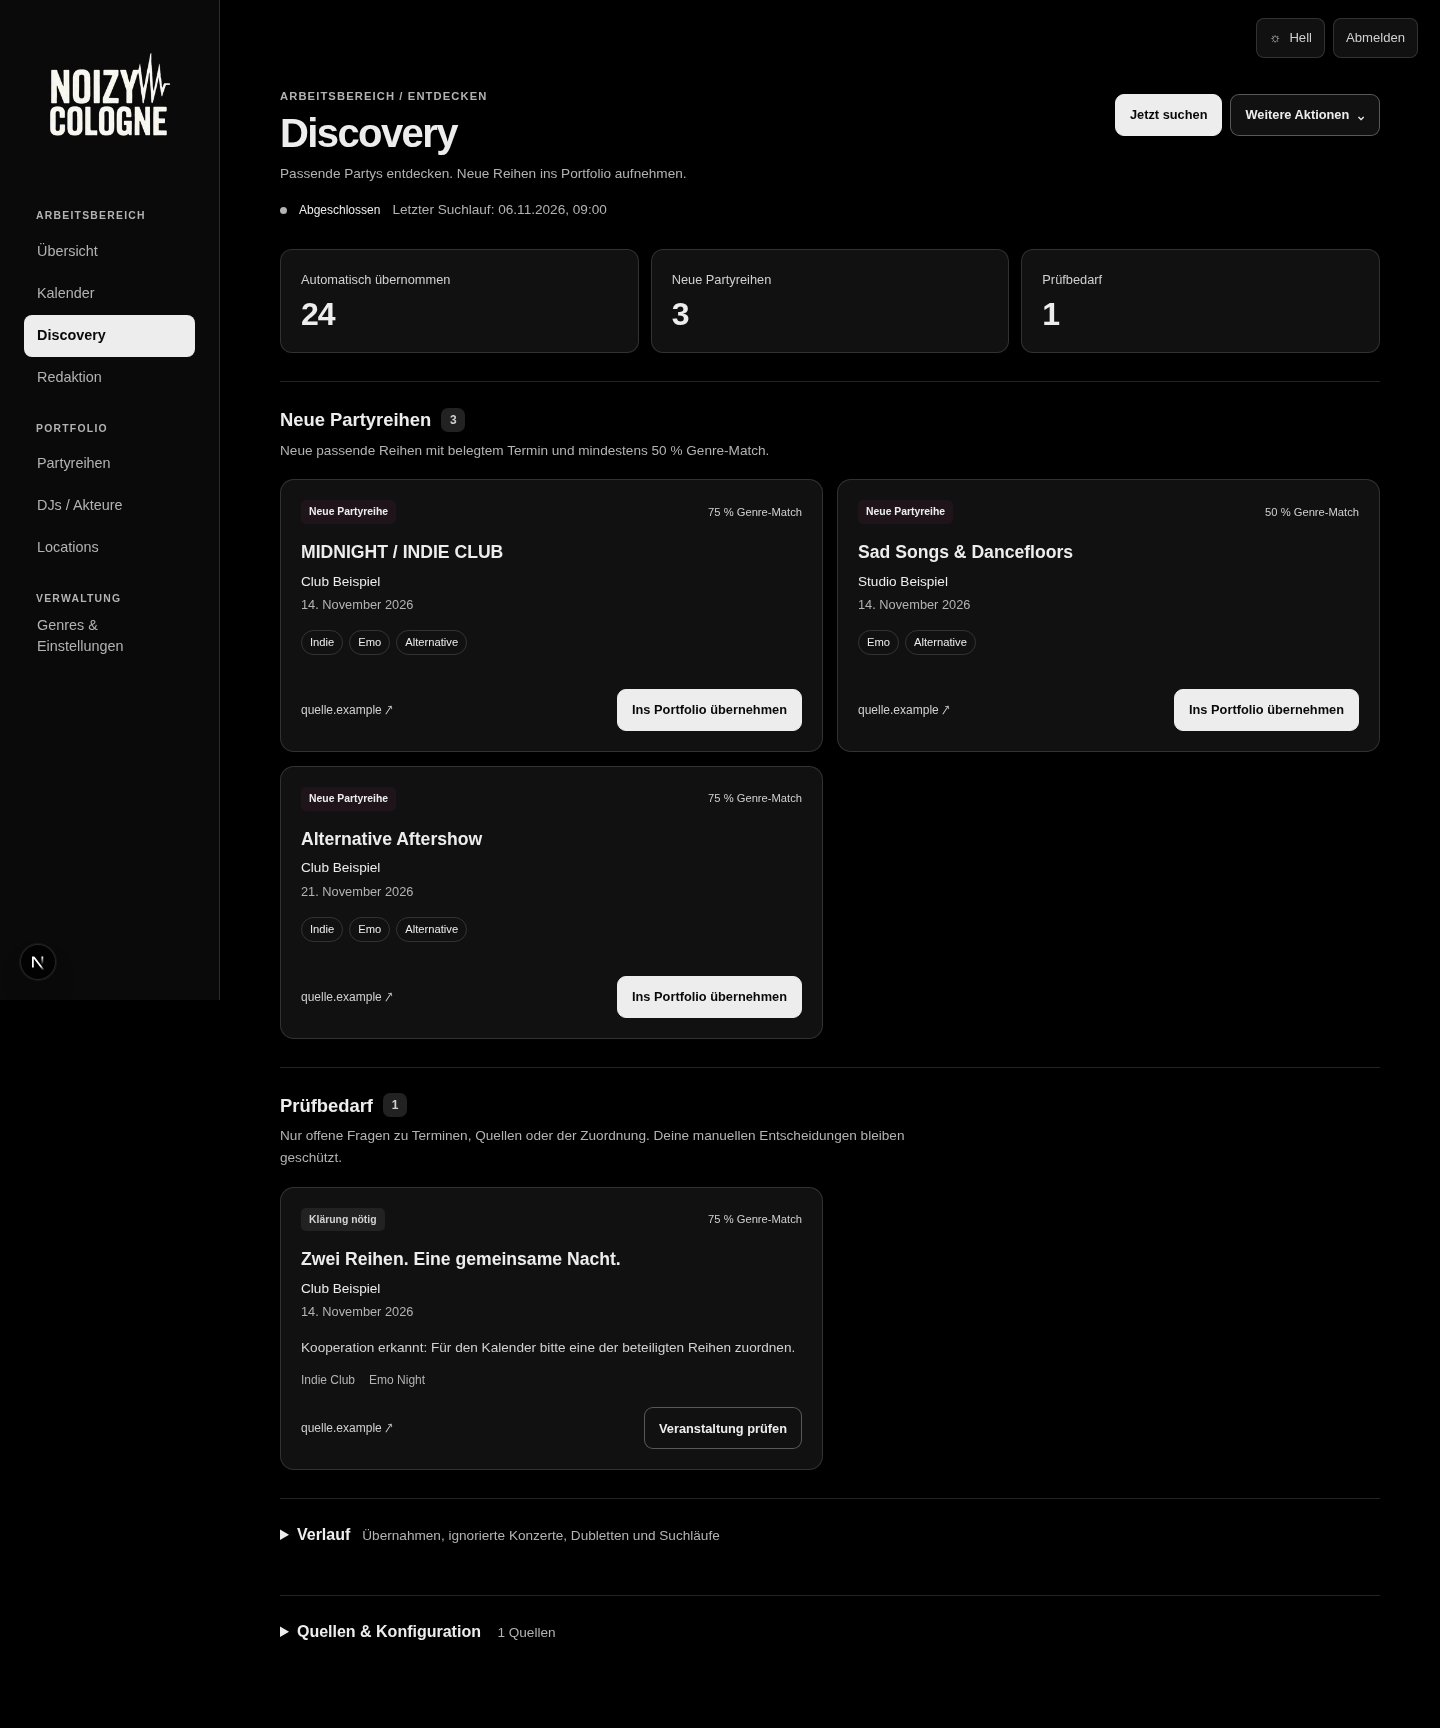 NOIZY
COLOGNE
ARBEITSBEREICH
Übersicht
Kalender
Discovery
Redaktion
PORTFOLIO
Partyreihen
DJs / Akteure
Locations
VERWALTUNG
Genres &
Einstellungen
N
☼ Hell
Abmelden
ARBEITSBEREICH / ENTDECKEN
Discovery
Jetzt suchen
Weitere Aktionen ⌄
Passende Partys entdecken. Neue Reihen ins Portfolio aufnehmen.
Abgeschlossen Letzter Suchlauf: 06.11.2026, 09:00
Automatisch übernommen
24
Neue Partyreihen
3
Prüfbedarf
1
Neue Partyreihen 3
Neue passende Reihen mit belegtem Termin und mindestens 50 % Genre-Match.
Neue Partyreihe 75 % Genre-Match
MIDNIGHT / INDIE CLUB
Club Beispiel
14. November 2026
Indie Emo Alternative
quelle.example ↗ Ins Portfolio übernehmen
Neue Partyreihe 50 % Genre-Match
Sad Songs & Dancefloors
Studio Beispiel
14. November 2026
Emo Alternative
quelle.example ↗ Ins Portfolio übernehmen
Neue Partyreihe 75 % Genre-Match
Alternative Aftershow
Club Beispiel
21. November 2026
Indie Emo Alternative
quelle.example ↗ Ins Portfolio übernehmen
Prüfbedarf 1
Nur offene Fragen zu Terminen, Quellen oder der Zuordnung. Deine manuellen Entscheidungen bleiben
geschützt.
Klärung nötig 75 % Genre-Match
Zwei Reihen. Eine gemeinsame Nacht.
Club Beispiel
14. November 2026
Kooperation erkannt: Für den Kalender bitte eine der beteiligten Reihen zuordnen.
Indie Club Emo Night
quelle.example ↗ Veranstaltung prüfen
Verlauf Übernahmen, ignorierte Konzerte, Dubletten und Suchläufe
Quellen & Konfiguration 1 Quellen